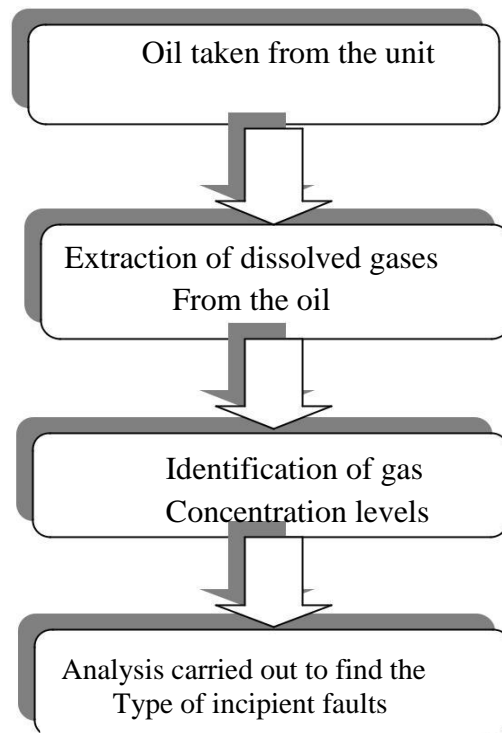 Oil taken from the unit
Extraction of dissolved gases
From the oil
Identification of gas
Concentration levels
Analysis carried out to find the
Type of incipient faults